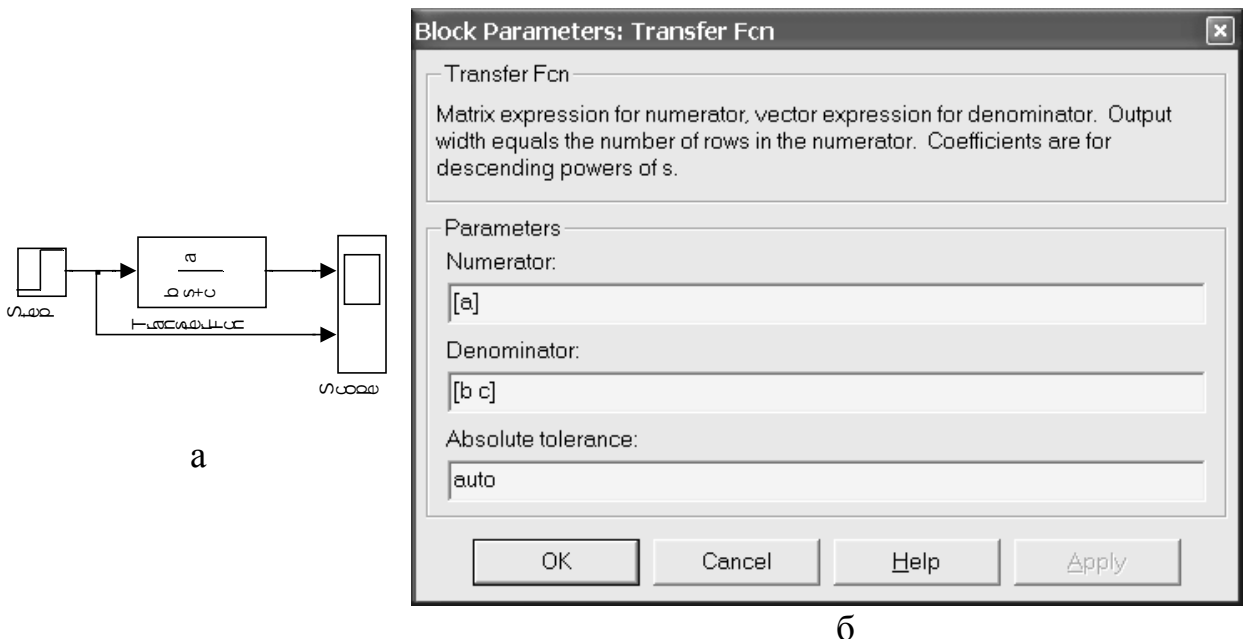 Step
a
b s+c
Transfer Fcn
Scope
а
Block Parameters: Transfer Fcn
Transfer Fcn
Matrix expression for numerator, vector expression for denominator. Output
width equals the number of rows in the numerator. Coefficients are for
descending powers of s.
Parameters
Numerator:
[a]
Denominator:
[b c]
Absolute tolerance:
auto
OK
Cancel
Help
Apply
б